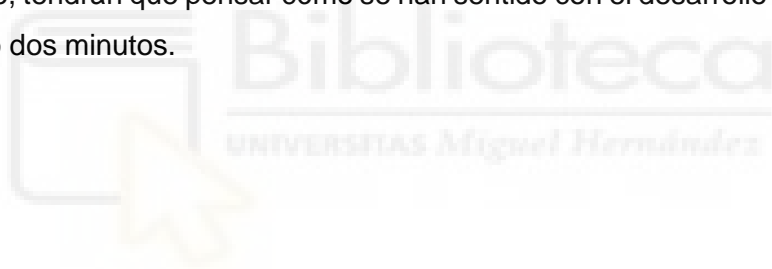 , tendrán que pensar cómo se han sentido con el desarrollo
dos minutos.
Biblioteca
UNIVERSITAS Miguel Hernández